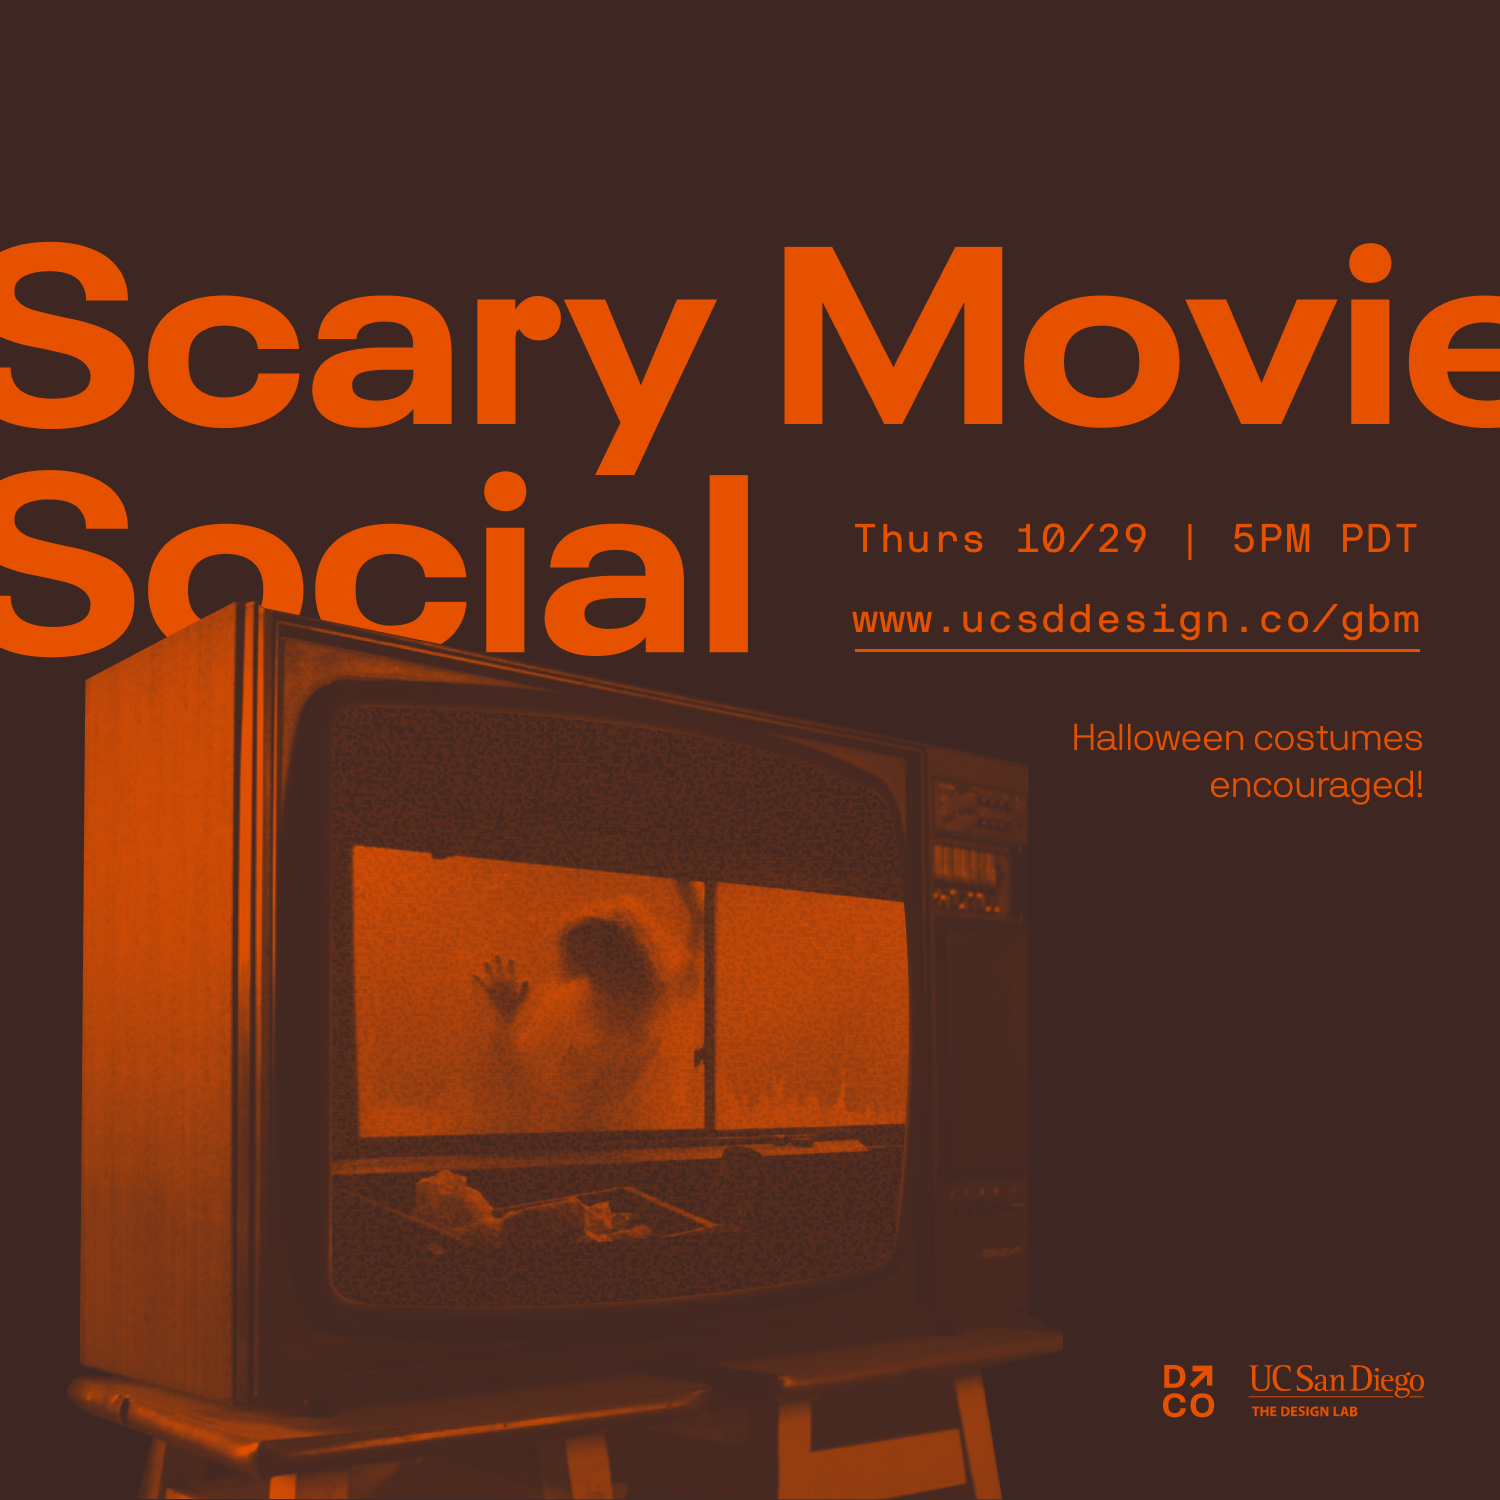 Scary Movie
Social
Thurs 10/29 | 5PM PDT
www.ucsddesign.co/gbm
Halloween costumes
encouraged!
D↗
CO
UC San Diego
THE DESIGN LAB